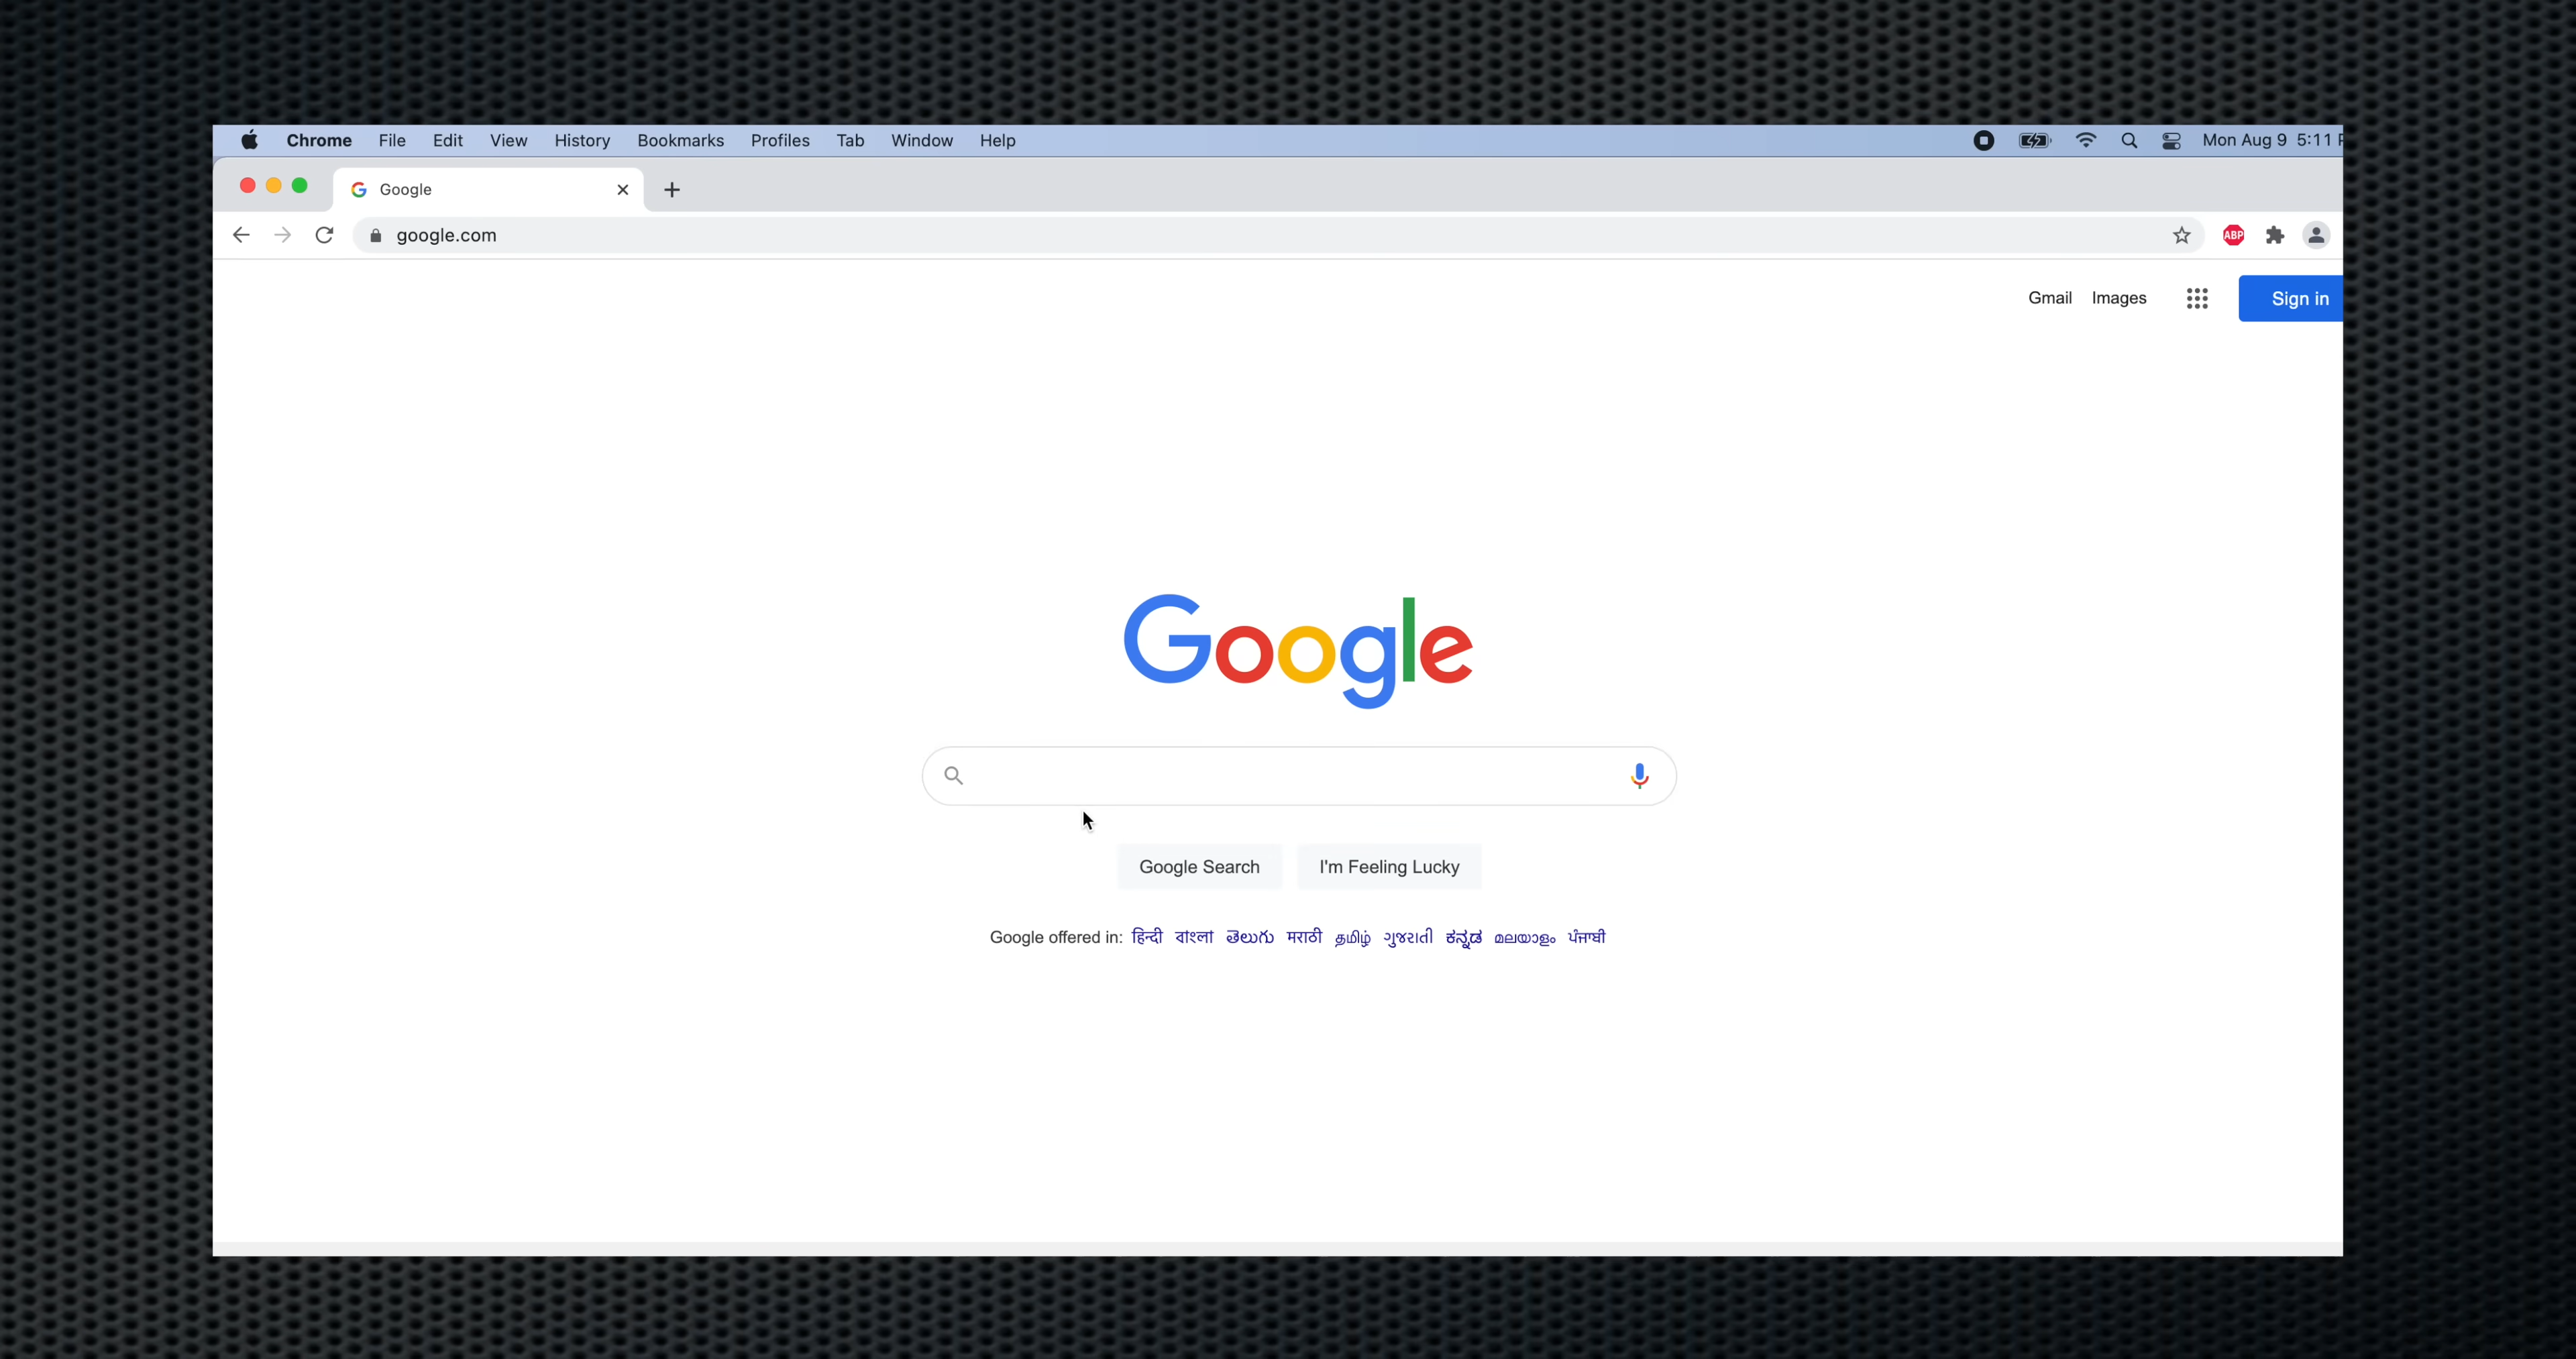 Chrome File Edit View History Bookmarks Profiles Tab Window Help Mon Aug 9 5:11
Google
google.com ABP
Gmail Images Sign in
Google
Google Search I'm Feeling Lucky
Google offered in: हिन्दी বাংলা తెలుగు मराठी தமிழ் ગુજરાતી ಕನ್ನಡ മലയാളം ਪੰਜਾਬੀ